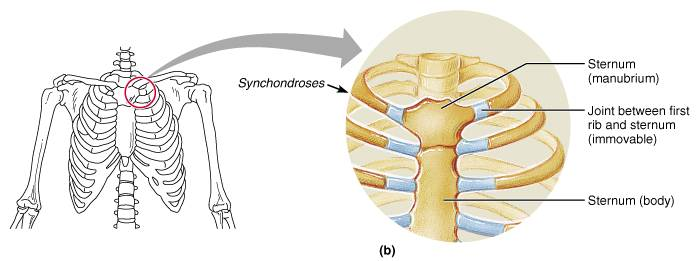 Synchondroses
Sternum
(manubrium)
Joint between first
rib and sternum
(immovable)
Sternum (body)
(b)